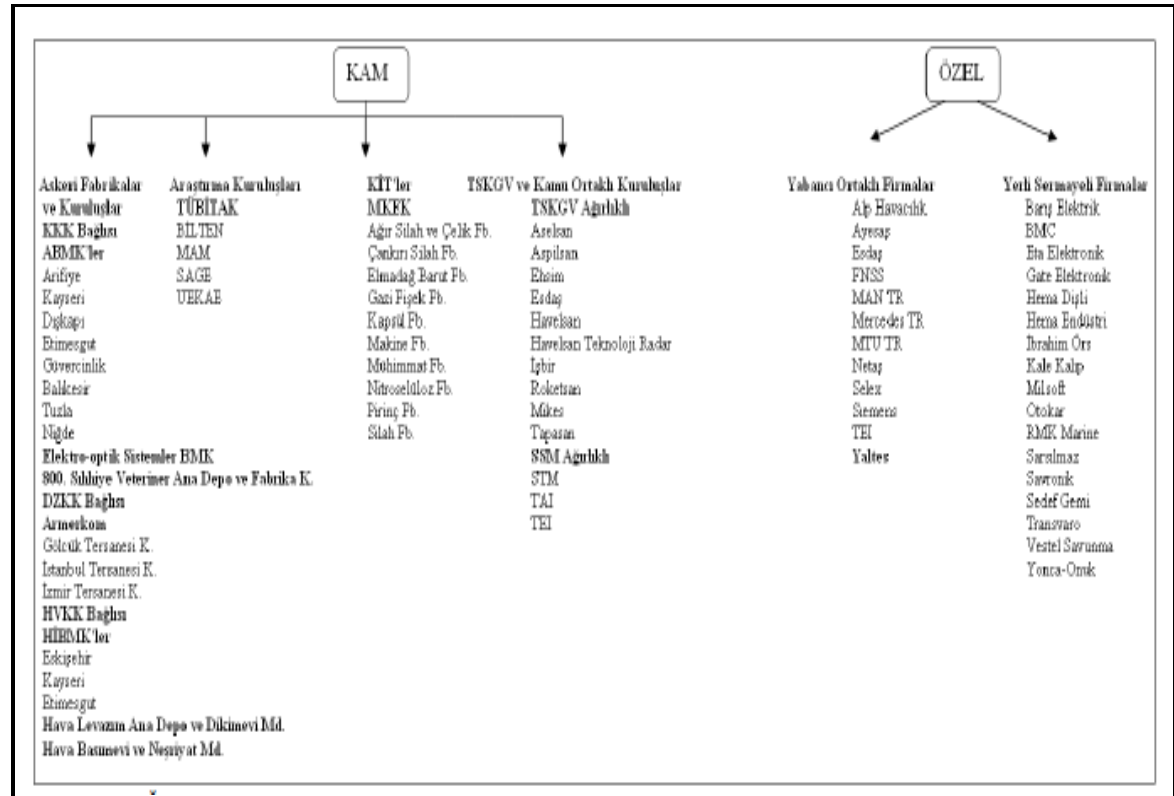 KAM
ÖZEL
Askeri Fabrikalar
ve Kuruluşlar
KKK Bağlısı
ABMK'ler
Arifiye
Kayseri
Dışkapı
Etimesgut
Güvercinlik
Balıkesir
Tuzla
Niğde
Elektro-optik Sistemler BMK
800. Sıhhiye Veteriner Ana Depo ve Fabrika K.
DZKK Bağlısı
Armerkom
Gölcük Tersanesi K.
İstanbul Tersanesi K.
İzmir Tersanesi K.
HVKK Bağlısı
HİBMK'ler
Eskişehir
Kayseri
Etimesgut
Hava Levazım Ana Depo ve Dikimevi Md.
Hava Basımevi ve Neşriyat Md.
Araştırma Kuruluşları
TÜBİTAK
BİLTEN
MAM
SAGE
UEKAE
KİT'ler
MKEK
Ağır Silah ve Çelik Fb.
Çankırı Silah Fb.
Elmadağ Barut Fb.
Gazi Fişek Fb.
Kapsül Fb.
Makine Fb.
Mühimmat Fb.
Nitroselüloz Fb.
Pirinç Fb.
Silah Fb.
TSKGV ve Kamu Ortaklı Kuruluşlar
TSKGV Ağırlıklı
Aselsan
Aspilsan
Ehsim
Esdaş
Havelsan
Havelsan Teknoloji Radar
İşbir
Roketsan
Mikes
Tapasan
SSM Ağırlıklı
STM
TAI
TEI
Yabancı Ortaklı Firmalar
Alp Havacılık
Ayesaş
Esdaş
FNSS
MAN TR
Mercedes TR
MTU TR
Netaş
Selex
Siemens
TEI
Yaltes
Yerli Sermayeli Firmalar
Barış Elektrik
BMC
Eta Elektronik
Gate Elektronik
Hema Dişli
Hema Endüstri
İbrahim Örs
Kale Kalıp
Milsoft
Otokar
RMK Marine
Sarsılmaz
Savronik
Sedef Gemi
Transvaro
Vestel Savunma
Yonca-Onuk